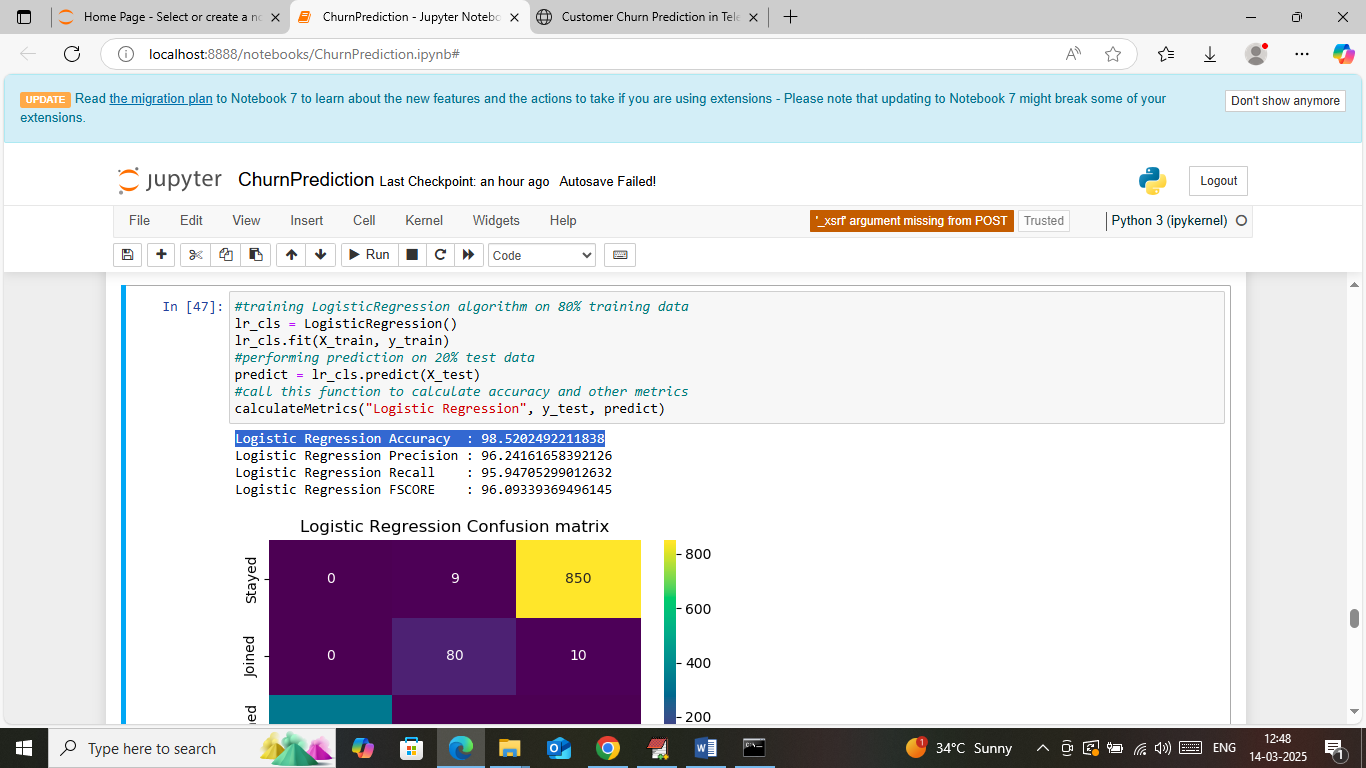 Home Page - Select or create a no
ChurnPrediction - Jupyter Notebo
Customer Churn Prediction in Tele
localhost:8888/notebooks/ChurnPrediction.ipynb#
UPDATE Read the migration plan to Notebook 7 to learn about the new features and the actions to take if you are using extensions - Please note that updating to Notebook 7 might break some of your
extensions.
Don't show anymore
jupyter ChurnPrediction Last Checkpoint: an hour ago Autosave Failed!
Logout
File Edit View Insert Cell Kernel Widgets Help
'_xsrf' argument missing from POST
Trusted
Python 3 (ipykernel)
Run
Code
In [47]:
#training LogisticRegression algorithm on 80% training data
lr_cls = LogisticRegression()
lr_cls.fit(X_train, y_train)
#performing prediction on 20% test data
predict = lr_cls.predict(X_test)
#call this function to calculate accuracy and other metrics
calculateMetrics("Logistic Regression", y_test, predict)
Logistic Regression Accuracy  : 98.5202492211838
Logistic Regression Precision : 96.24161658392126
Logistic Regression Recall    : 95.94705299012632
Logistic Regression FSCORE    : 96.09339369496145
Logistic Regression Confusion matrix
Stayed
0 9 850
Joined
0 80 10
ned
800
600
400
200
Type here to search
34°C Sunny
ENG
12:48
14-03-2025
1